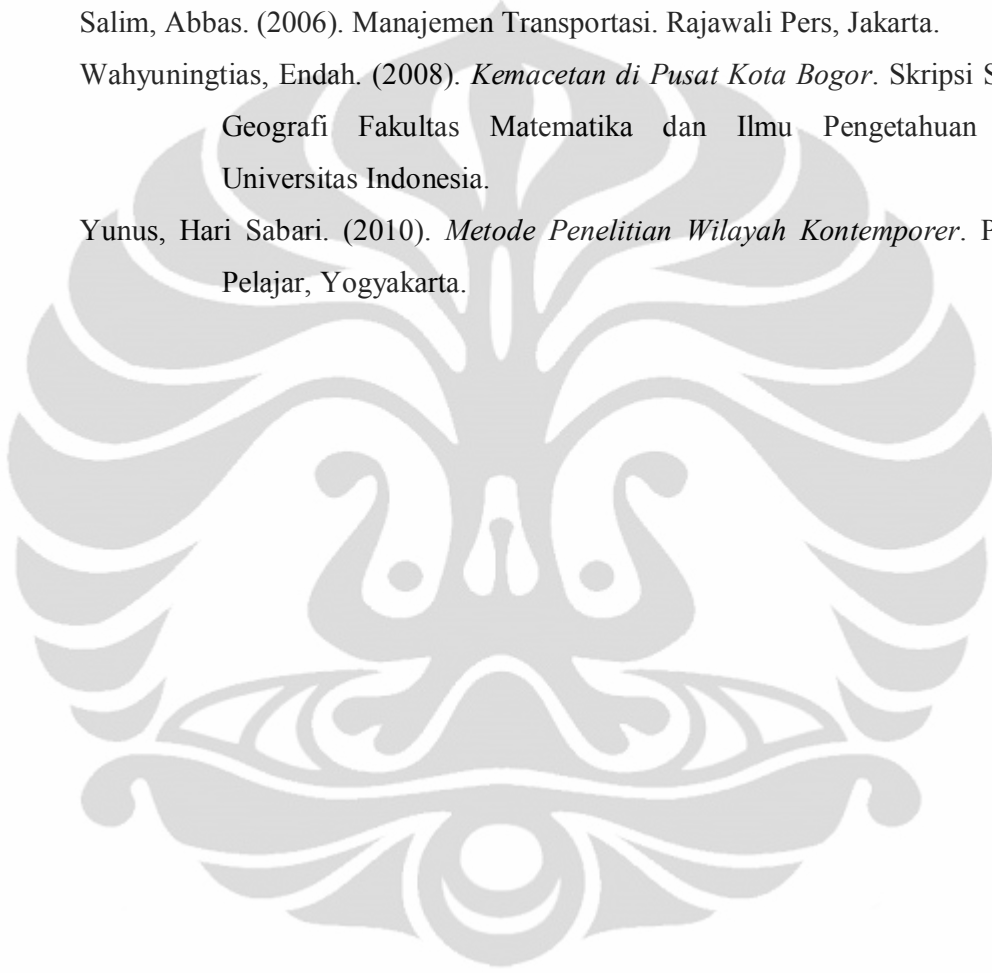 Salim, Abbas. (2006). Manajemen Transportasi. Rajawali Pers, Jakarta.
Wahyuningtias, Endah. (2008). Kemacetan di Pusat Kota Bogor. Skripsi
Geografi Fakultas Matematika dan Ilmu Pengetahuan
Universitas Indonesia.
Yunus, Hari Sabari. (2010). Metode Penelitian Wilayah Kontemporer.
Pelajar, Yogyakarta.